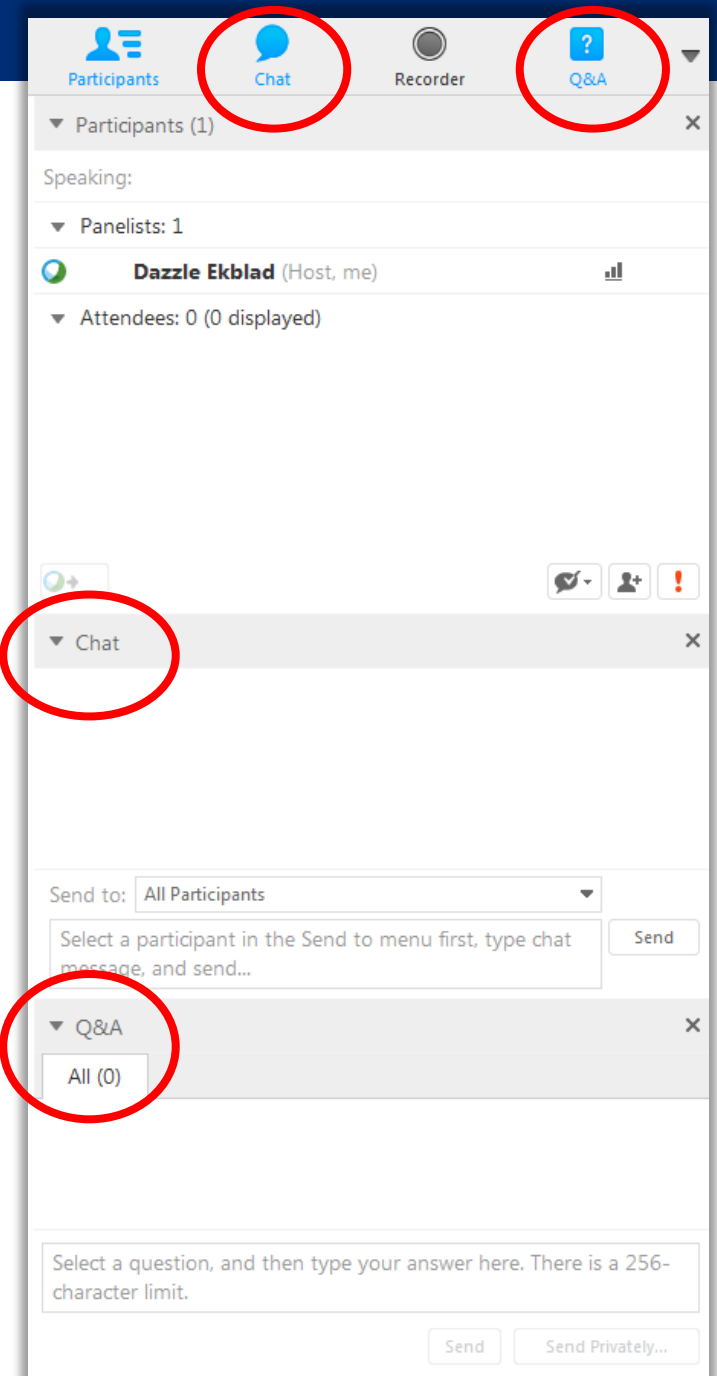 Participants Chat Recorder Q&A
Participants (1)
Speaking:
Panelists: 1
Dazzle Ekblad (Host, me)
Attendees: 0 (0 displayed)
Chat
Send to: All Participants
Select a participant in the Send to menu first, type chat Send
message, and send...
Q&A
All (0)
Select a question, and then type your answer here. There is a 256-
character limit.
Send Send Privately...